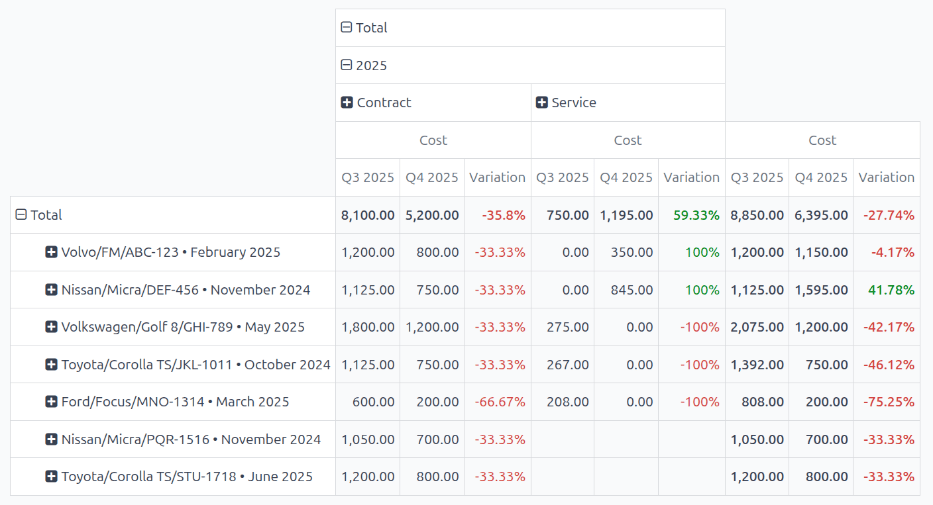 Total
2025
Contract Service
Cost Cost Cost
Q3 2025 Q4 2025 Variation Q3 2025 Q4 2025 Variation Q3 2025 Q4 2025 Variation
Total 8,100.00 5,200.00 -35.8% 750.00 1,195.00 59.33% 8,850.00 6,395.00 -27.74%
Volvo/FM/ABC-123 • February 2025 1,200.00 800.00 -33.33% 0.00 350.00 100% 1,200.00 1,150.00 -4.17%
Nissan/Micra/DEF-456 • November 2024 1,125.00 750.00 -33.33% 0.00 845.00 100% 1,125.00 1,595.00 41.78%
Volkswagen/Golf 8/GHI-789 • May 2025 1,800.00 1,200.00 -33.33% 275.00 0.00 -100% 2,075.00 1,200.00 -42.17%
Toyota/Corolla TS/JKL-1011 • October 2024 1,125.00 750.00 -33.33% 267.00 0.00 -100% 1,392.00 750.00 -46.12%
Ford/Focus/MNO-1314 • March 2025 600.00 200.00 -66.67% 208.00 0.00 -100% 808.00 200.00 -75.25%
Nissan/Micra/PQR-1516 • November 2024 1,050.00 700.00 -33.33% 1,050.00 700.00 -33.33%
Toyota/Corolla TS/STU-1718 • June 2025 1,200.00 800.00 -33.33% 1,200.00 800.00 -33.33%